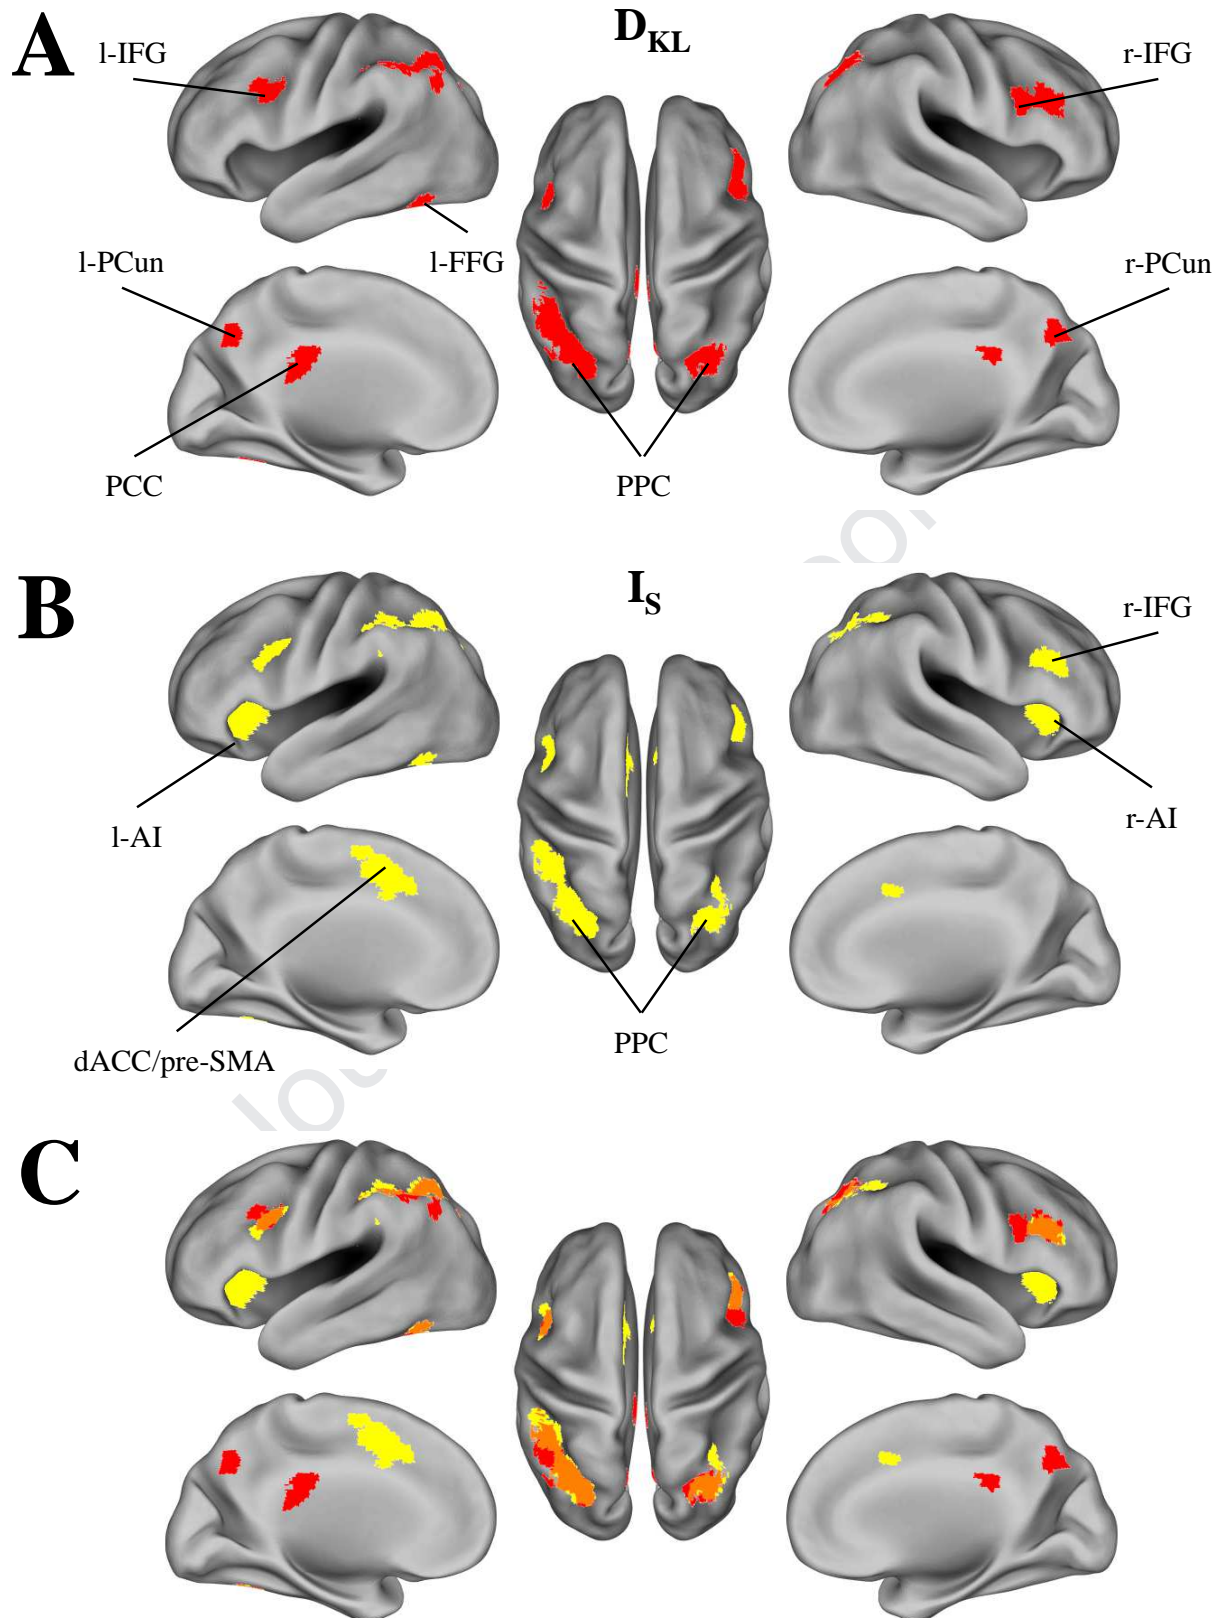 A
D_KL
l-IFG
r-IFG
l-PCun
l-FFG
r-PCun
PCC
PPC
B
I_S
r-IFG
l-AI
r-AI
dACC/pre-SMA
PPC
C